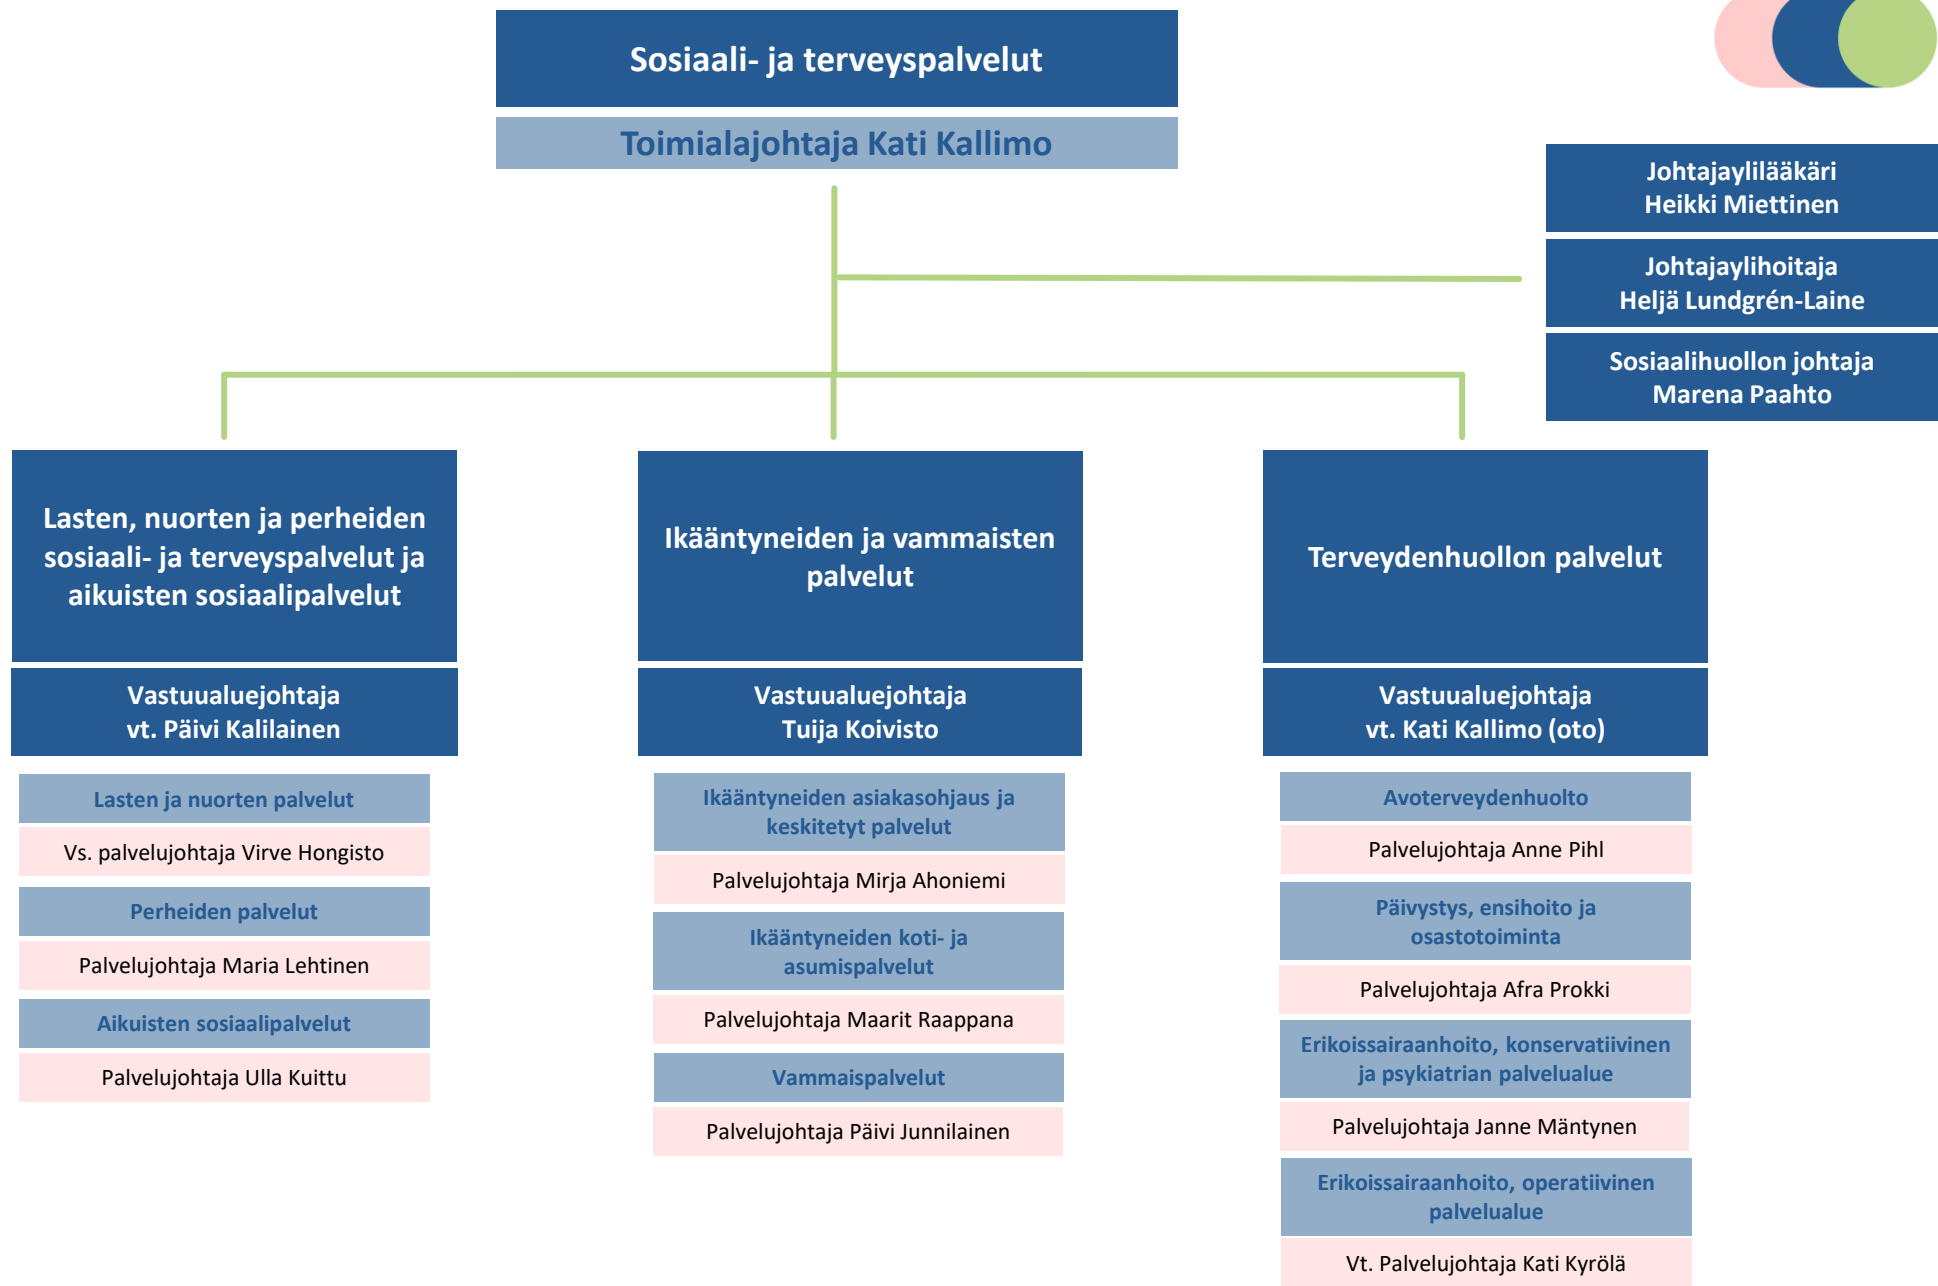 Sosiaali- ja terveyspalvelut
Toimialajohtaja Kati Kallimo
Johtajaylilääkäri
Heikki Miettinen
Johtajaylihoitaja
Heljä Lundgrén-Laine
Sosiaalihuollon johtaja
Marena Paahto
Lasten, nuorten ja perheiden
sosiaali- ja terveyspalvelut ja
aikuisten sosiaalipalvelut
Vastuualuejohtaja
vt. Päivi Kalilainen
Lasten ja nuorten palvelut
Vs. palvelujohtaja Virve Hongisto
Perheiden palvelut
Palvelujohtaja Maria Lehtinen
Aikuisten sosiaalipalvelut
Palvelujohtaja Ulla Kuittu
Ikääntyneiden ja vammaisten
palvelut
Vastuualuejohtaja
Tuija Koivisto
Ikääntyneiden asiakasohjaus ja
keskitetyt palvelut
Palvelujohtaja Mirja Ahoniemi
Ikääntyneiden koti- ja
asumispalvelut
Palvelujohtaja Maarit Raappana
Vammaispalvelut
Palvelujohtaja Päivi Junnilainen
Terveydenhuollon palvelut
Vastuualuejohtaja
vt. Kati Kallimo (oto)
Avoterveydenhuolto
Palvelujohtaja Anne Pihl
Päivystys, ensihoito ja
osastotoiminta
Palvelujohtaja Afra Prokki
Erikoissairaanhoito, konservatiivinen
ja psykiatrian palvelualue
Palvelujohtaja Janne Mäntynen
Erikoissairaanhoito, operatiivinen
palvelualue
Vt. Palvelujohtaja Kati Kyrölä